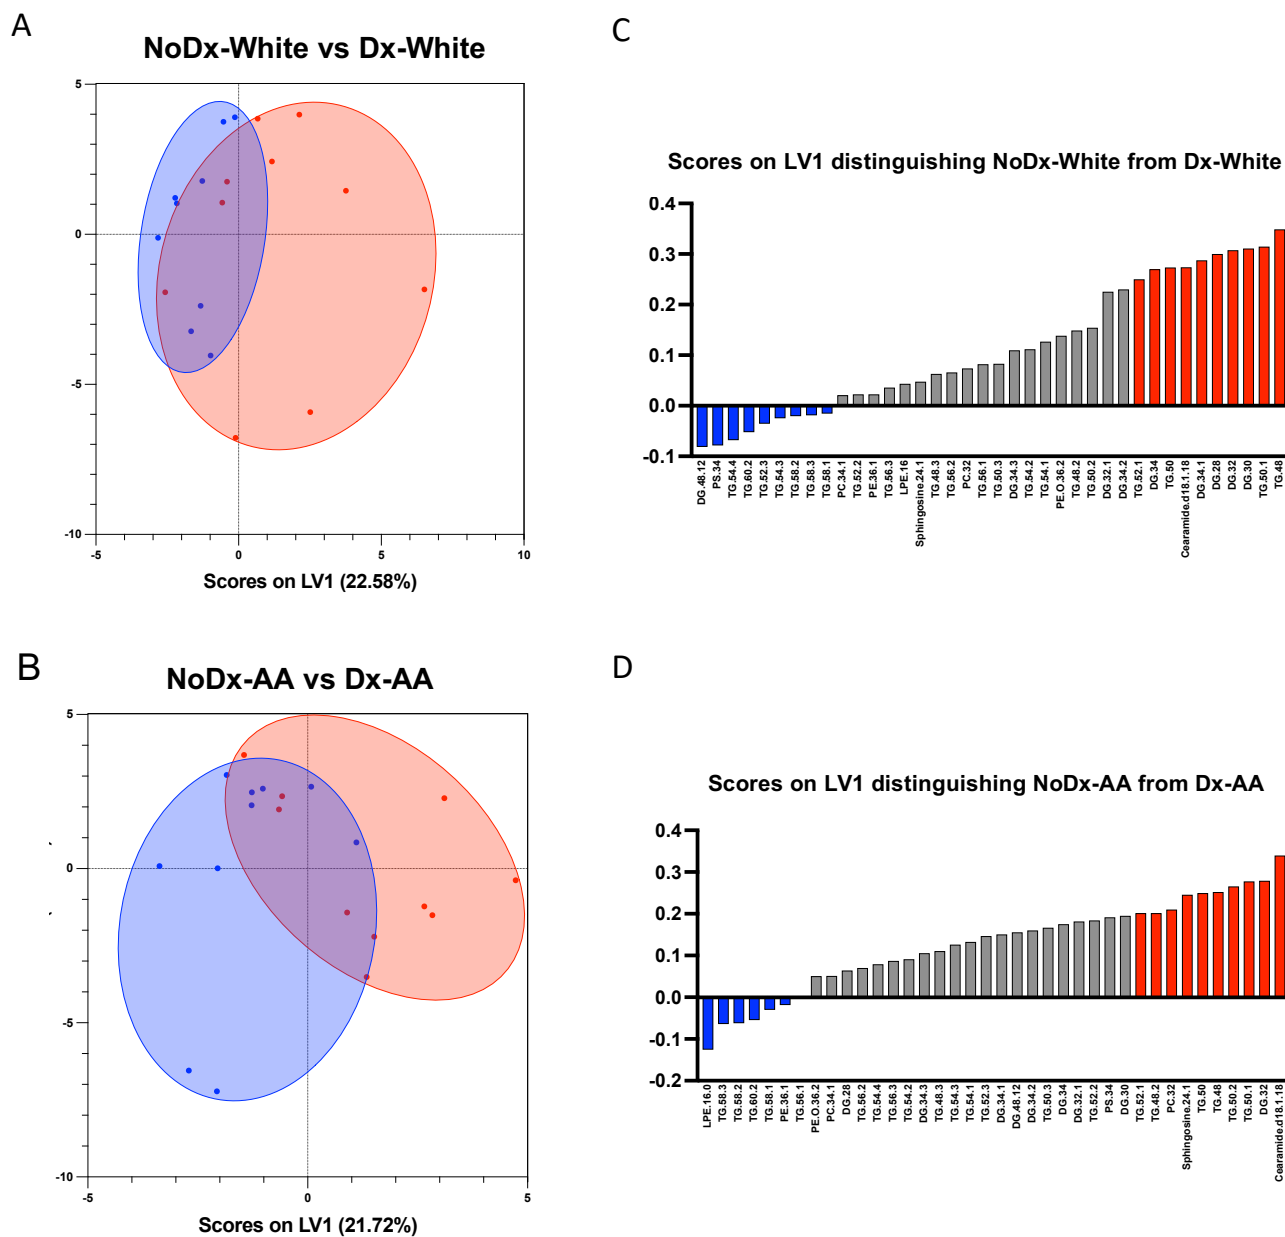 A
NoDx-White vs Dx-White
5
0
-5
-10
-5
0
5
10
Scores on LV1 (22.58%)
C
Scores on LV1 distinguishing NoDx-White from Dx-White
0.4
0.3
0.2
0.1
0.0
-0.1
DG.48.12
PS.34
TG.54.4
TG.60.2
TG.52.3
TG.54.3
TG.58.2
TG.58.3
TG.58.1
PC.34.1
TG.52.2
PE.36.1
TG.56.3
LPE.16
Sphingosine.24.1
TG.48.3
TG.56.2
PC.32
TG.56.1
TG.50.3
DG.34.3
TG.54.2
TG.54.1
PE.O.36.2
TG.48.2
TG.50.2
DG.32.1
DG.34.2
TG.52.1
DG.34
TG.50
Cearamide.d18.1.18
DG.34.1
DG.28
DG.32
DG.30
TG.50.1
TG.48
B
NoDx-AA vs Dx-AA
5
0
-5
-10
-5
0
5
Scores on LV1 (21.72%)
D
Scores on LV1 distinguishing NoDx-AA from Dx-AA
0.4
0.3
0.2
0.1
0.0
-0.1
-0.2
LPE.16.0
TG.58.3
TG.58.2
TG.60.2
TG.58.1
PE.36.1
TG.56.1
PE.O.36.2
PC.34.1
DG.28
TG.56.2
TG.54.4
TG.56.3
TG.54.2
DG.34.3
TG.48.3
TG.54.3
TG.54.1
TG.52.3
DG.34.1
DG.48.12
DG.34.2
TG.50.3
DG.34
DG.32.1
TG.52.2
PS.34
DG.30
TG.52.1
TG.48.2
PC.32
Sphingosine.24.1
TG.50
TG.48
TG.50.2
TG.50.1
DG.32
Cearamide.d18.1.18